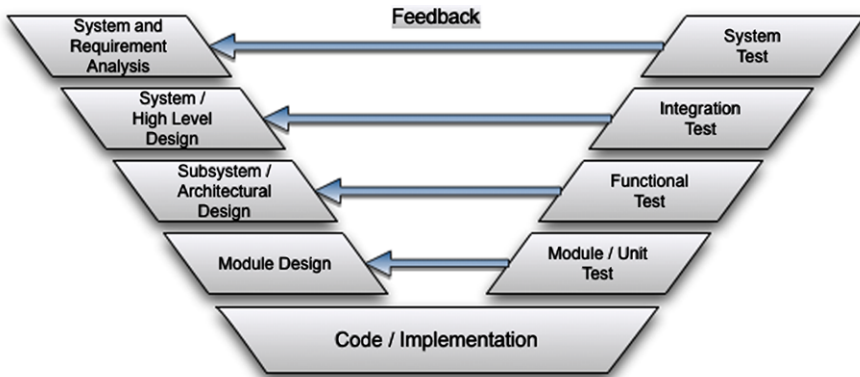 Feedback
System and
Requirement
Analysis
System
Test
System /
High Level
Design
Integration
Test
Subsystem /
Architectural
Design
Functional
Test
Module Design
Module / Unit
Test
Code / Implementation